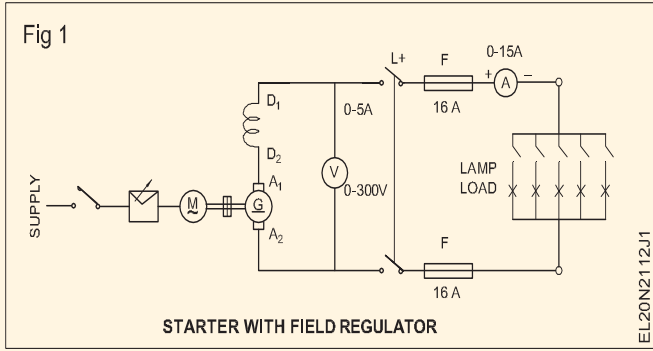 Fig 1
L+
F
0-15A
+
A
–
D1
0-5A
16 A
D2
V
0-300V
LAMP
LOAD
SUPPLY
M
~
A1
G
A2
F
16 A
STARTER WITH FIELD REGULATOR
EL20N2112J1